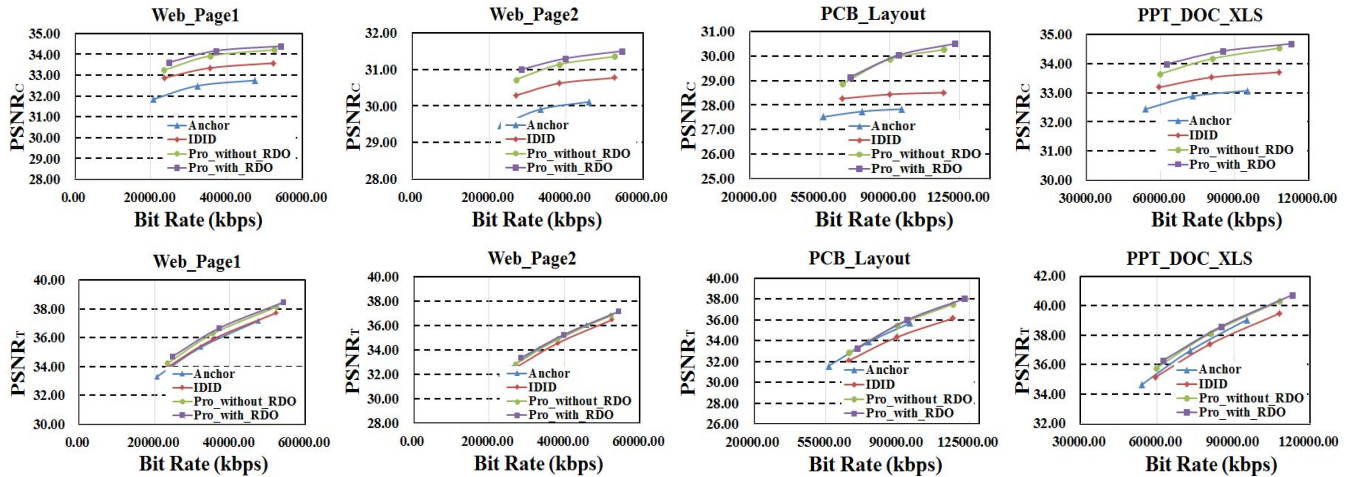 Web_Page1
PSNRC
35.00
34.00
33.00
32.00
31.00
30.00
29.00
28.00
0.00 20000.00 40000.00 60000.00
Anchor
IDID
Pro_without_RDO
Pro_with_RDO
Bit Rate (kbps)
Web_Page2
PSNRC
32.00
31.00
30.00
29.00
28.00
0.00 20000.00 40000.00 60000.00
Anchor
IDID
Pro_without_RDO
Pro_with_RDO
Bit Rate (kbps)
PCB_Layout
PSNRC
31.00
30.00
29.00
28.00
27.00
26.00
25.00
20000.00 55000.00 90000.00 125000.00
Anchor
IDID
Pro_without_RDO
Pro_with_RDO
Bit Rate (kbps)
PPT_DOC_XLS
PSNRC
35.00
34.00
33.00
32.00
31.00
30.00
30000.00 60000.00 90000.00 120000.00
Anchor
IDID
Pro_without_RDO
Pro_with_RDO
Bit Rate (kbps)
Web_Page1
PSNRT
40.00
38.00
36.00
34.00
32.00
30.00
0.00 20000.00 40000.00 60000.00
Anchor
IDID
Pro_without_RDO
Pro_with_RDO
Bit Rate (kbps)
Web_Page2
PSNRT
40.00
38.00
36.00
34.00
32.00
30.00
28.00
0.00 20000.00 40000.00 60000.00
Anchor
IDID
Pro_without_RDO
Pro_with_RDO
Bit Rate (kbps)
PCB_Layout
PSNRT
40.00
38.00
36.00
34.00
32.00
30.00
28.00
26.00
20000.00 55000.00 90000.00 125000.00
Anchor
IDID
Pro_without_RDO
Pro_with_RDO
Bit Rate (kbps)
PPT_DOC_XLS
PSNRT
42.00
40.00
38.00
36.00
34.00
32.00
30000.00 60000.00 90000.00 120000.00
Anchor
IDID
Pro_without_RDO
Pro_with_RDO
Bit Rate (kbps)